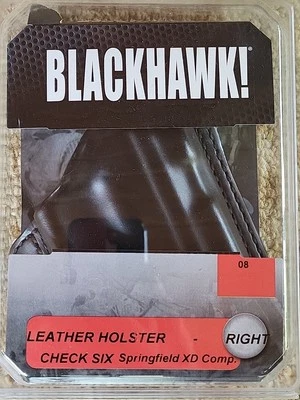 BLACKHAWK!
08
LEATHER HOLSTER - RIGHT
CHECK SIX Springfield XD Comp.